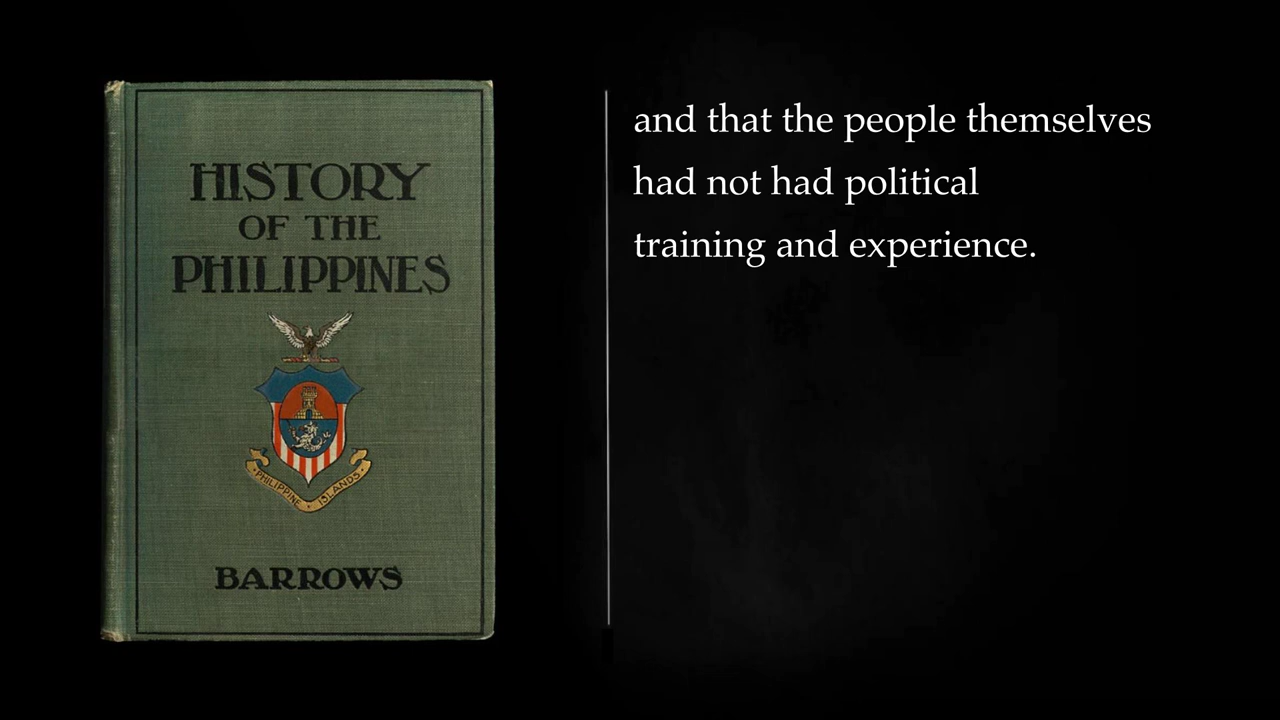 HISTORY
OF THE
PHILIPPINES
PHILIPPINE ISLANDS
BARROWS
and that the people themselves
had not had political
training and experience.